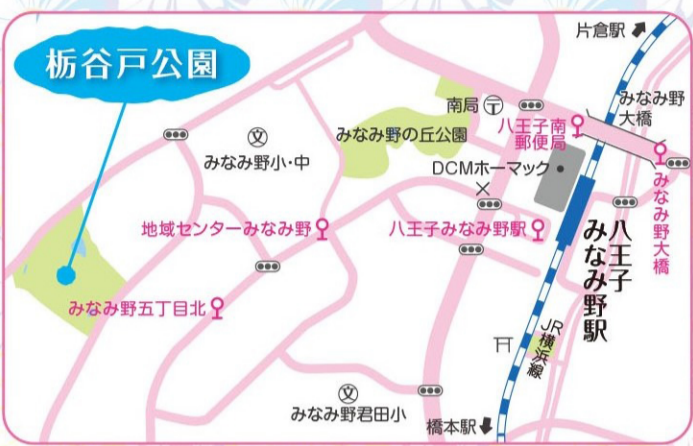 片倉駅
栃谷戸公園
南局
みなみ野
大橋
八王子南
郵便局
文
みなみ野小・中
みなみ野の丘公園
DCMホーマック
みなみ野大橋
地域センターみなみ野
八王子みなみ野駅
八王子
みなみ野駅
みなみ野五丁目北
JR
横浜線
文
みなみ野君田小
橋本駅